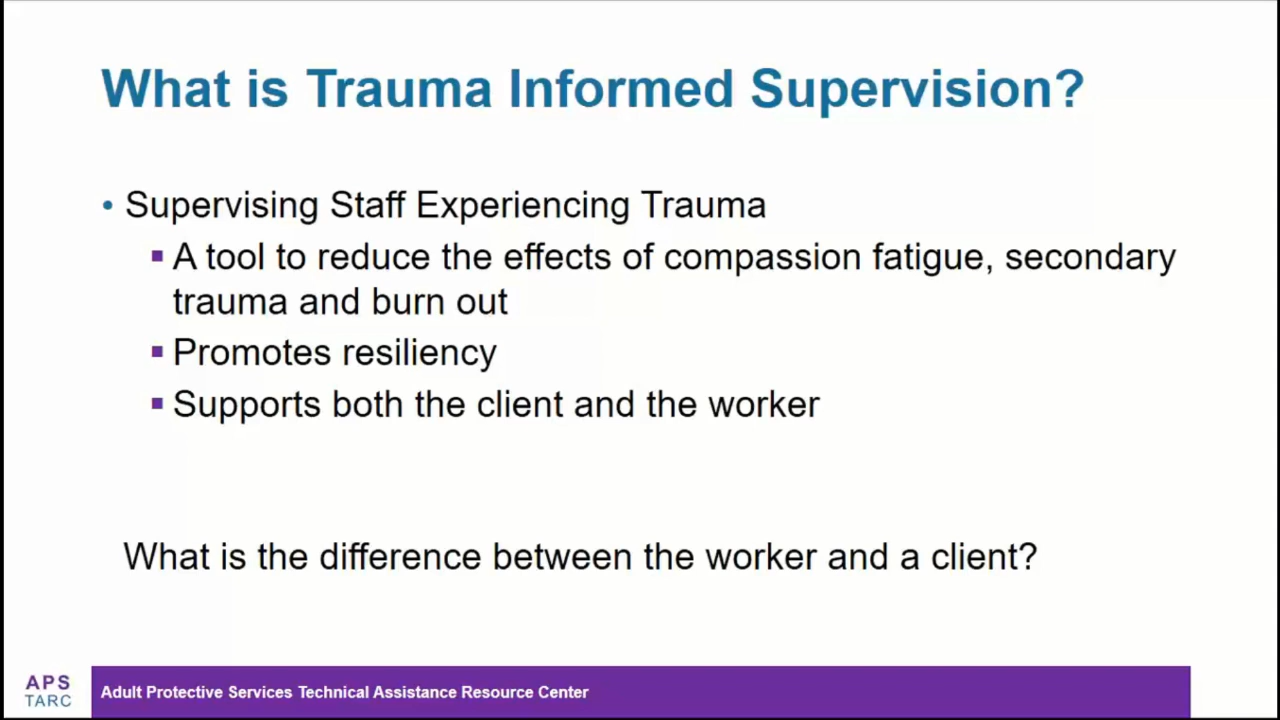 What is Trauma Informed Supervision?
• Supervising Staff Experiencing Trauma
▪ A tool to reduce the effects of compassion fatigue, secondary
trauma and burn out
▪ Promotes resiliency
▪ Supports both the client and the worker
What is the difference between the worker and a client?
APS
TARC
Adult Protective Services Technical Assistance Resource Center